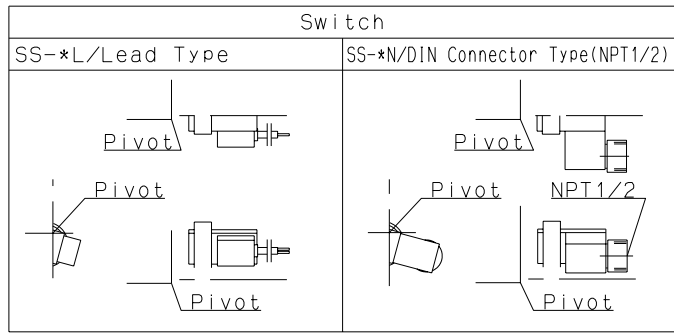 Switch
SS-*L/Lead Type
SS-*N/DIN Connector Type(NPT1/2)
Pivot
Pivot
Pivot
Pivot
NPT1/2
Pivot
Pivot